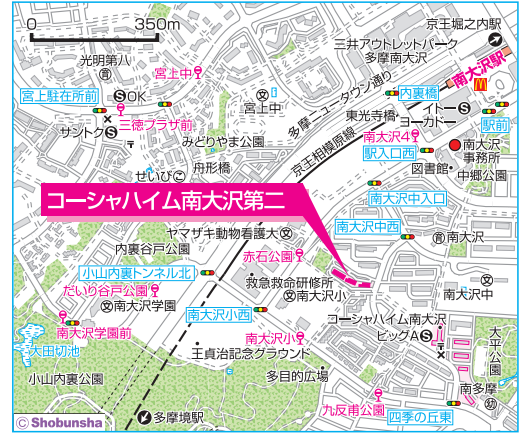 0 350m
京王堀之内駅
三井アウトレットパーク
多摩南大沢
光明第八
宮上中
多摩ニュータウン通り
南大沢駅
宮上駐在所前
OK
三徳プラザ前
サントク
宮上中
内裏橋
イトー
ヨーカドー
東光寺橋
駅前
南大沢4
駅入口西
南大沢
事務所
みどりやま公園
京王相模原線
図書館
中郷公園
せいび
舟形橋
コーシャハイム南大沢第二
南大沢中入口
ヤマザキ動物看護大
南大沢中西
南大沢
内裏谷戸公園
赤石公園
小山内裏トンネル北
救急救命研修所
南大沢小
だいり谷戸公園
南大沢学園
南大沢中
南大沢小西
コーシャハイム南大沢
南大沢学園前
南大沢小
ビッグA
大平公園
大田切池
王貞治記念グラウンド
小山内裏公園
多目的広場
南多摩
九反甫公園
四季の丘東
多摩境駅
© Shobunsha